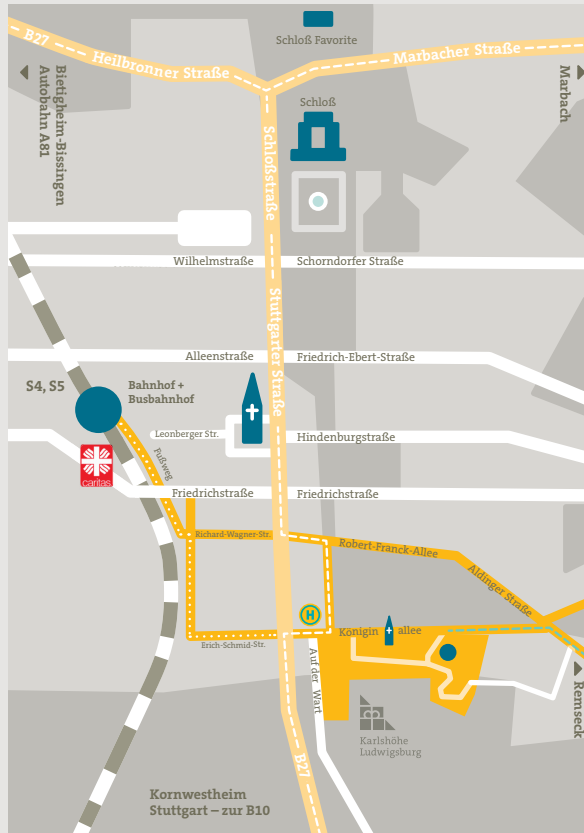 Schloß Favorite
B27
Heilbronner Straße
Marbacher Straße
Bietigheim-Bissingen
Autobahn A81
Marbach
Schloß
Schloßstraße
Wilhelmstraße
Schorndorfer Straße
Stuttgarter Straße
Alleenstraße
Friedrich-Ebert-Straße
S4, S5
Bahnhof +
Busbahnhof
Leonberger Str.
Hindenburgstraße
Fußweg
caritas
Friedrichstraße
Friedrichstraße
Richard-Wagner-Str.
Robert-Franck-Allee
Aldinger Straße
H
Königin
allee
Erich-Schmid-Str.
Auf der Wart
Remseck
Karlshöhe
Ludwigsburg
B27
Kornwestheim
Stuttgart – zur B10